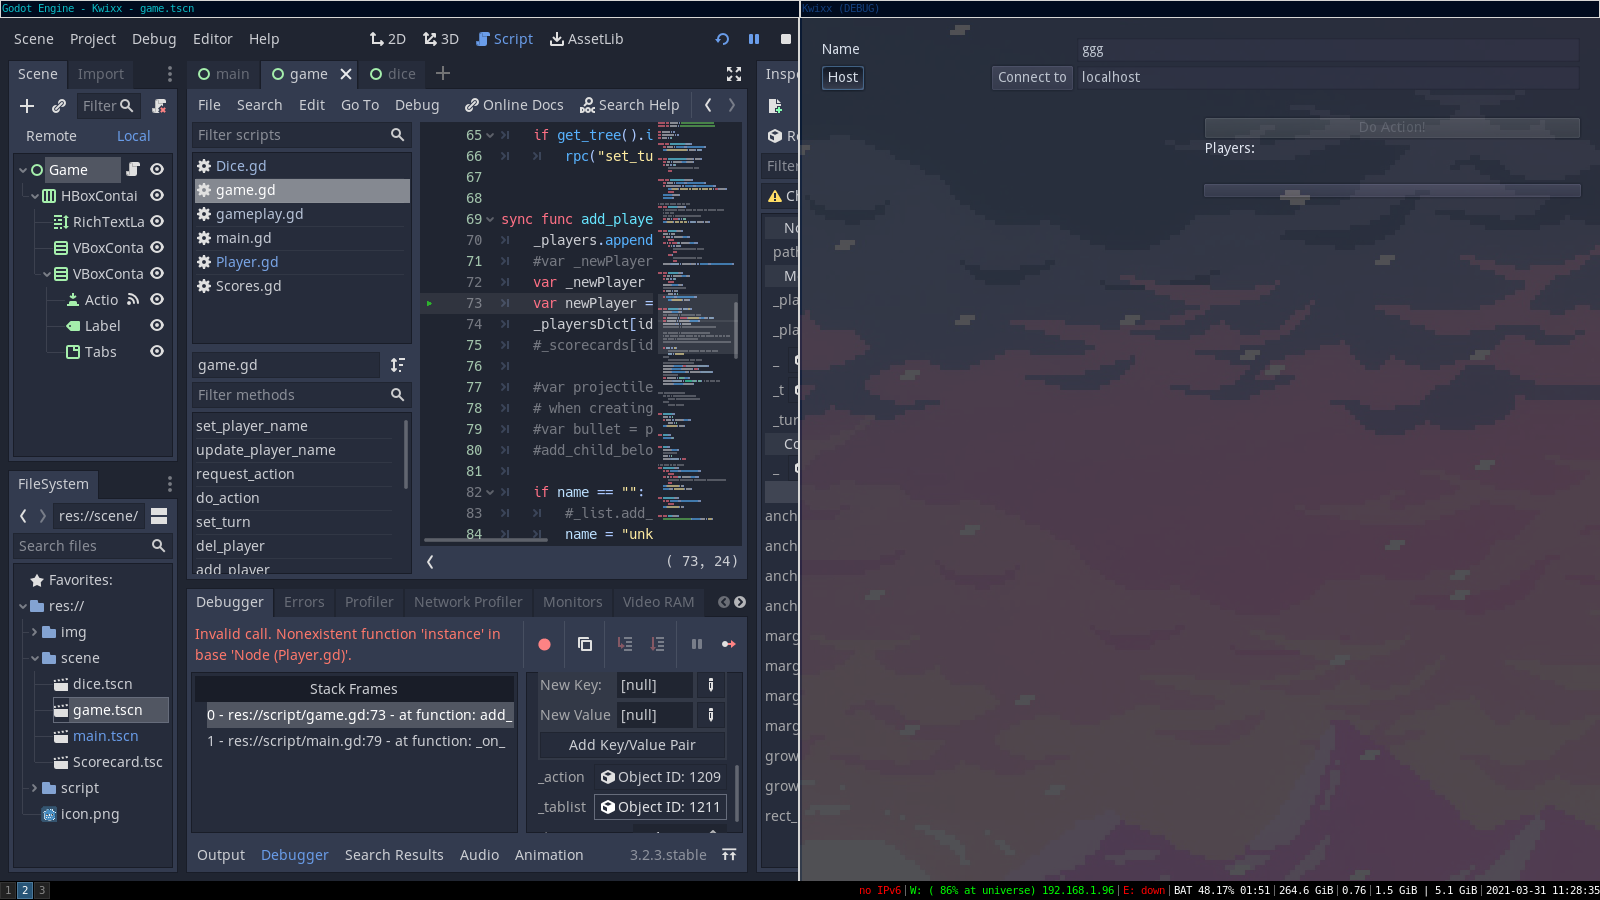 Godot Engine - Kwixx - game.tscn
Kwixx (DEBUG)
Scene Project Debug Editor Help
2D 3D Script AssetLib
Scene Import
Filter
Remote Local
Game
HBoxContai
RichTextLa
VBoxConta
VBoxConta
Actio
Label
Tabs
FileSystem
res://scene/
Search files
Favorites:
res://
img
scene
dice.tscn
game.tscn
main.tscn
Scorecard.tsc
script
icon.png
main game dice
File Search Edit Go To Debug Online Docs Search Help
Filter scripts
Dice.gd
game.gd
gameplay.gd
main.gd
Player.gd
Scores.gd
game.gd
Filter methods
set_player_name
update_player_name
request_action
do_action
set_turn
del_player
add_player
65 if get_tree().i
66 rpc("set_tu
67
68
69 sync func add_playe
70 _players.append
71 #var _newPlayer
72 var _newPlayer
73 var newPlayer =
74 _playersDict[id
75 #_scorecards[id
76
77 #var projectile
78 # when creating
79 #var bullet = p
80 #add_child_belo
81
82 if name == "":
83 #_list.add_
84 name = "unk
( 73, 24)
Debugger Errors Profiler Network Profiler Monitors Video RAM
Invalid call. Nonexistent function 'instance' in
base 'Node (Player.gd)'.
Stack Frames
0 - res://script/game.gd:73 - at function: add_
1 - res://script/main.gd:79 - at function: _on_
New Key: [null]
New Value [null]
Add Key/Value Pair
_action Object ID: 1209
_tablist Object ID: 1211
Output Debugger Search Results Audio Animation 3.2.3.stable
Inspe
Re
Filter
Ch
No
path
M
_pla
_pla
_
_t
_tur
Co
_
anch
anch
anch
anch
marg
marg
marg
marg
grow
grow
rect_
Name ggg
Host Connect to localhost
Do Action!
Players:
1 2 3
no IPv6|W: ( 86% at universe) 192.168.1.96|E: down|BAT 48.17% 01:51|264.6 GiB|0.76|1.5 GiB | 5.1 GiB|2021-03-31 11:28:35